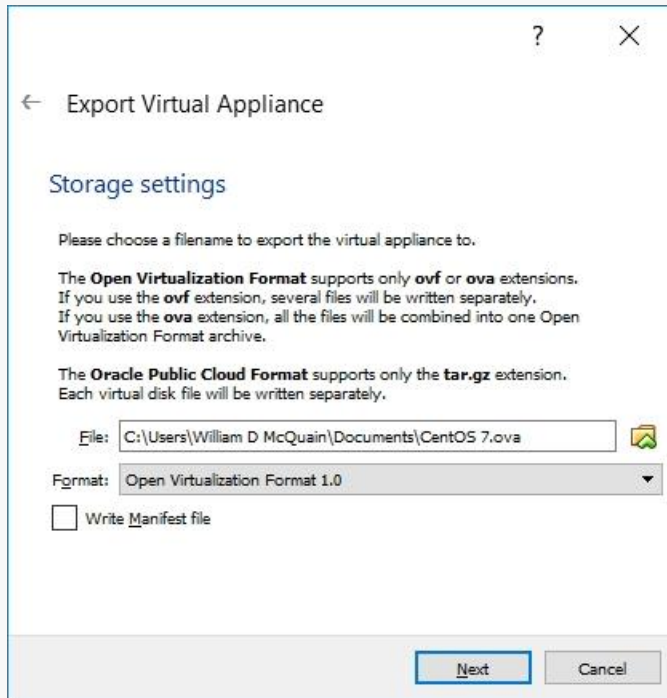 ?
Export Virtual Appliance
Storage settings
Please choose a filename to export the virtual appliance to.
The Open Virtualization Format supports only ovf or ova extensions.
If you use the ovf extension, several files will be written separately.
If you use the ova extension, all the files will be combined into one Open
Virtualization Format archive.
The Oracle Public Cloud Format supports only the tar.gz extension.
Each virtual disk file will be written separately.
File: C:\Users\William D McQuain\Documents\CentOS 7.ova
Format: Open Virtualization Format 1.0
Write Manifest file
Next Cancel